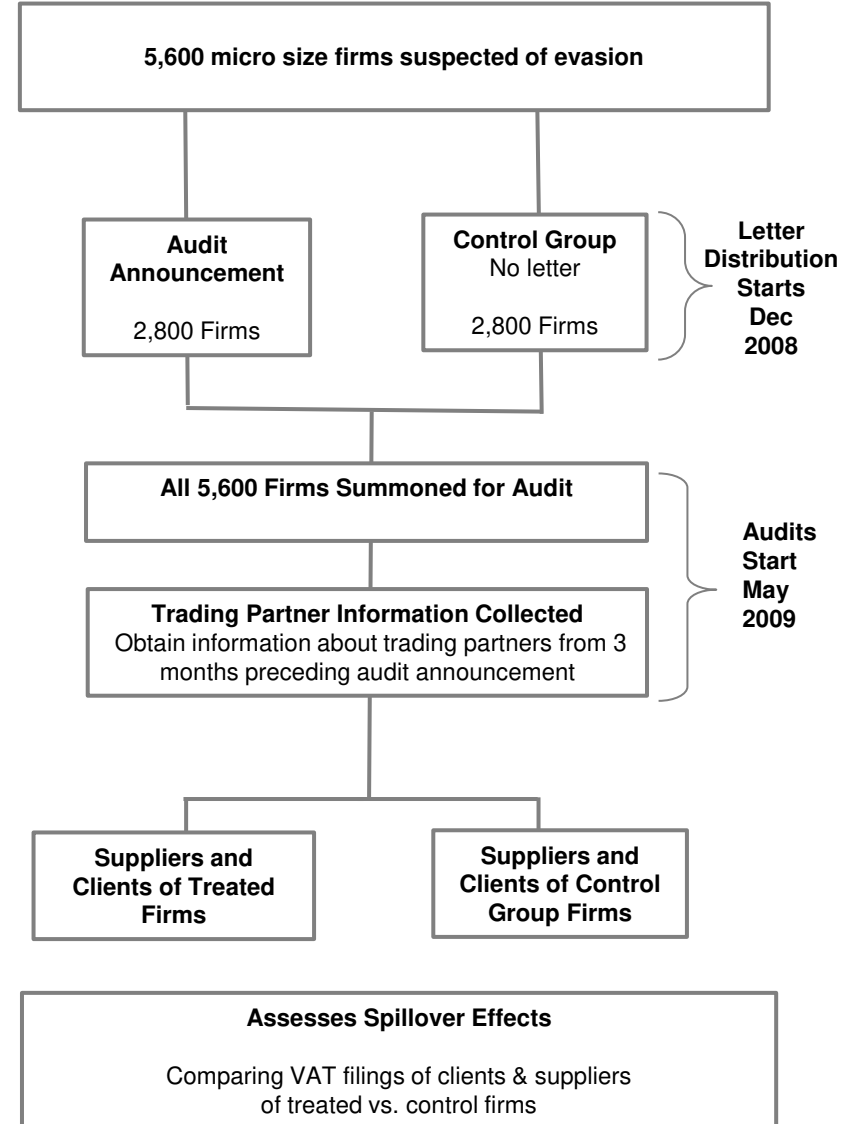 5,600 micro size firms suspected of evasion
Audit
Announcement
2,800 Firms
Control Group
No letter
2,800 Firms
Letter
Distribution
Starts
Dec
2008
All 5,600 Firms Summoned for Audit
Trading Partner Information Collected
Obtain information about trading partners from 3
months preceding audit announcement
Audits
Start
May
2009
Suppliers and
Clients of Treated
Firms
Suppliers and
Clients of Control
Group Firms
Assesses Spillover Effects
Comparing VAT filings of clients & suppliers
of treated vs. control firms